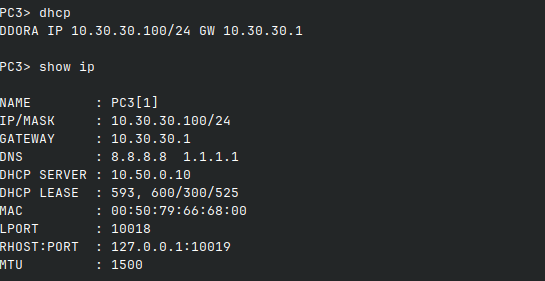 PC3> dhcp
DDORA IP 10.30.30.100/24 GW 10.30.30.1
PC3> show ip
NAME        : PC3[1]
IP/MASK     : 10.30.30.100/24
GATEWAY     : 10.30.30.1
DNS         : 8.8.8.8  1.1.1.1
DHCP SERVER : 10.50.0.10
DHCP LEASE  : 593, 600/300/525
MAC         : 00:50:79:66:68:00
LPORT       : 10018
RHOST:PORT  : 127.0.0.1:10019
MTU         : 1500